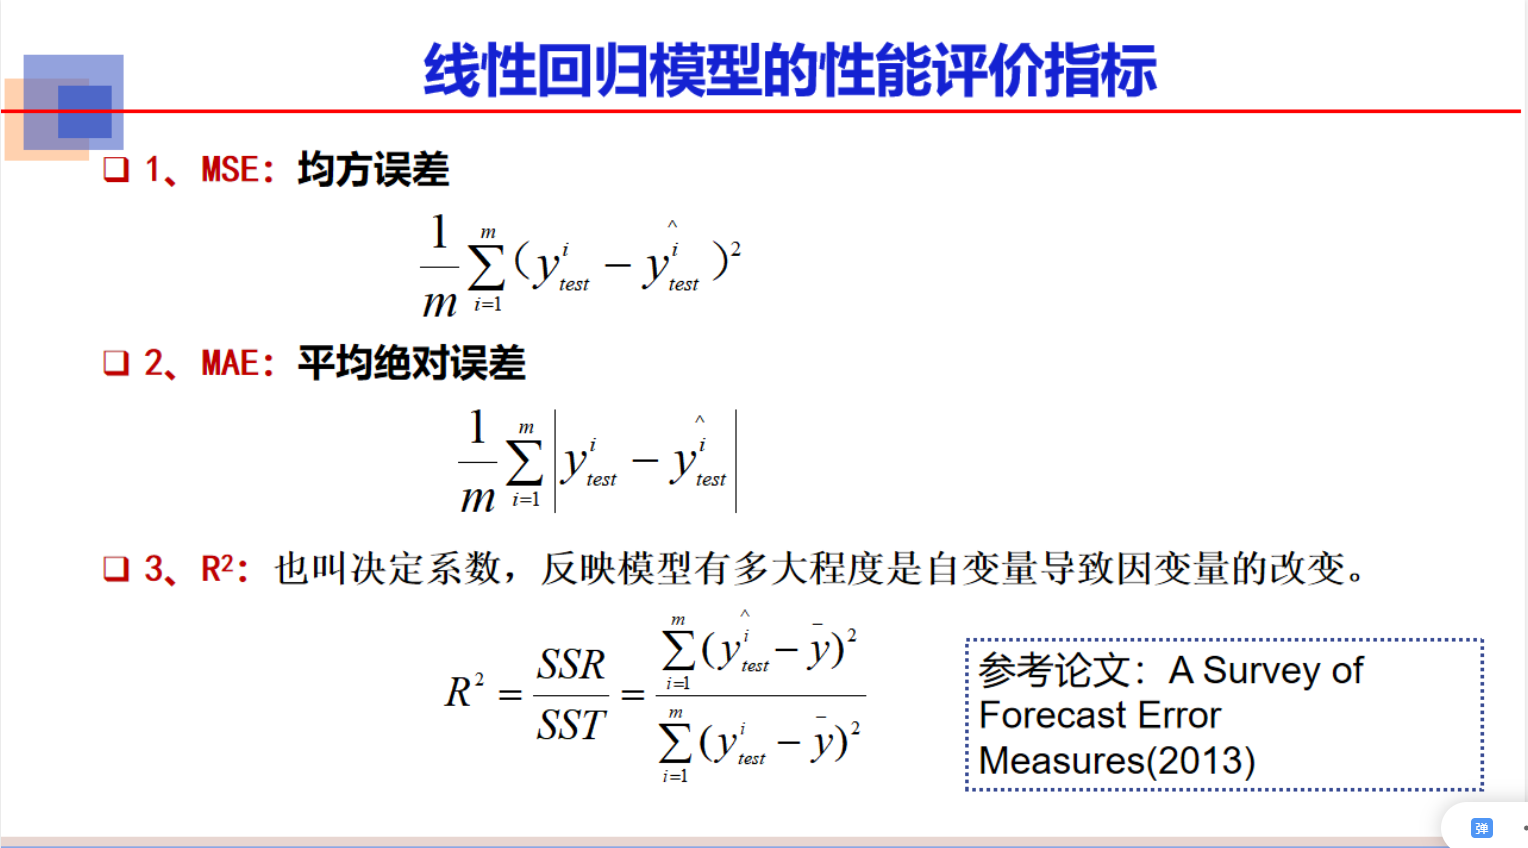 线性回归模型的性能评价指标
❑ 1、MSE：均方误差
$\frac{1}{m}\sum_{i=1}^{m}(y_{test}^{i}-\hat{y_{test}^{i}})^2$
❑ 2、MAE：平均绝对误差
$\frac{1}{m}\sum_{i=1}^{m}\left|y_{test}^{i}-\hat{y_{test}^{i}}\right|$
❑ 3、R²：也叫决定系数，反映模型有多大程度是自变量导致因变量的改变。
$R^2=\frac{SSR}{SST}=\frac{\sum_{i=1}^{m}(\hat{y_{test}^{i}}-\bar{y})^2}{\sum_{i=1}^{m}(y_{test}^{i}-\bar{y})^2}$
参考论文：A Survey of
Forecast Error
Measures(2013)
弹